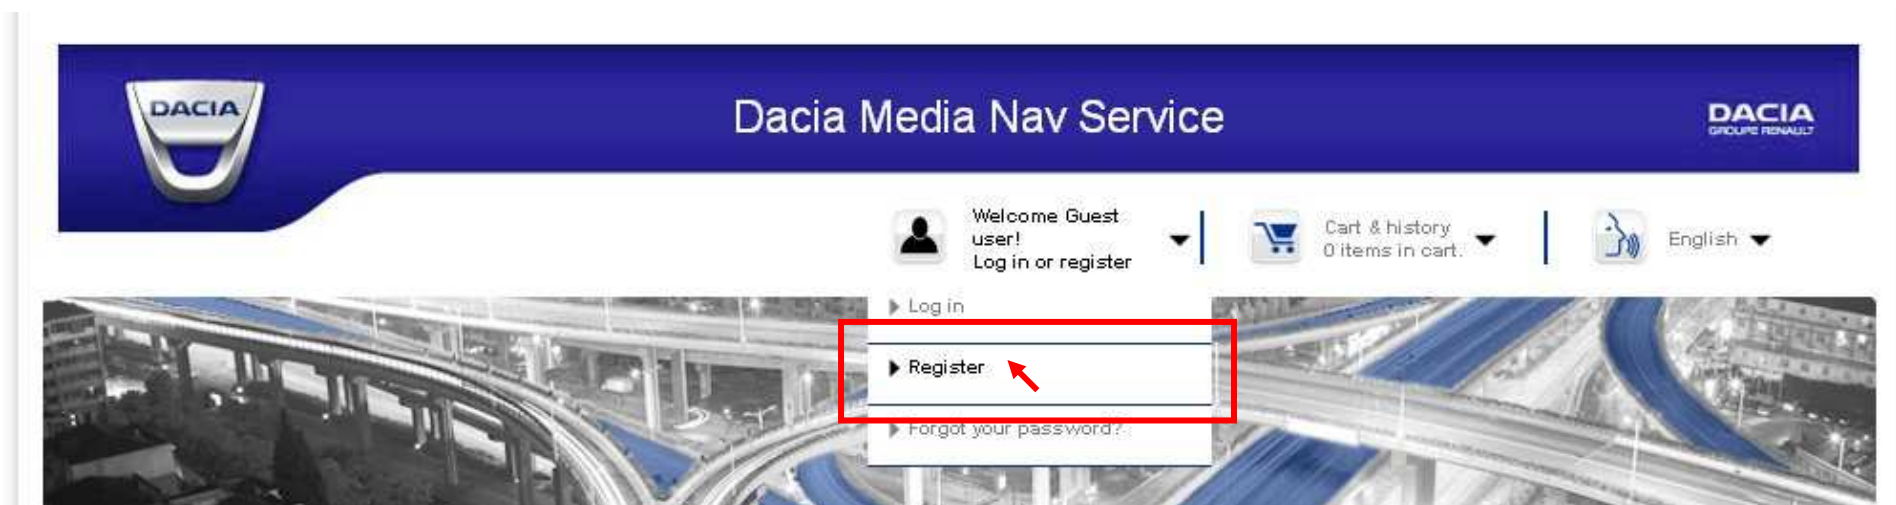 DACIA
Dacia Media Nav Service
DACIA
GROUPE RENAULT
Welcome Guest
user!
Log in or register
Cart & history
0 items in cart.
English
Log in
Register
Forgot your password?